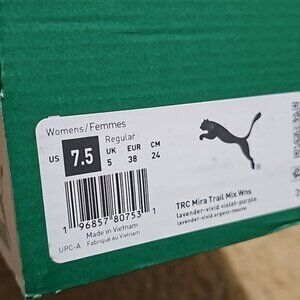 Womens/Femmes
Regular
US 7.5 UK 5 EUR 38 CM 24
1 96857 80753 1
Made in Vietnam
UPC-A Fabriqué au Vietnam
TRC Mira Trail Mix Wns
lavender-vivid violet-purple.
lavender-vivid argent-mauve.